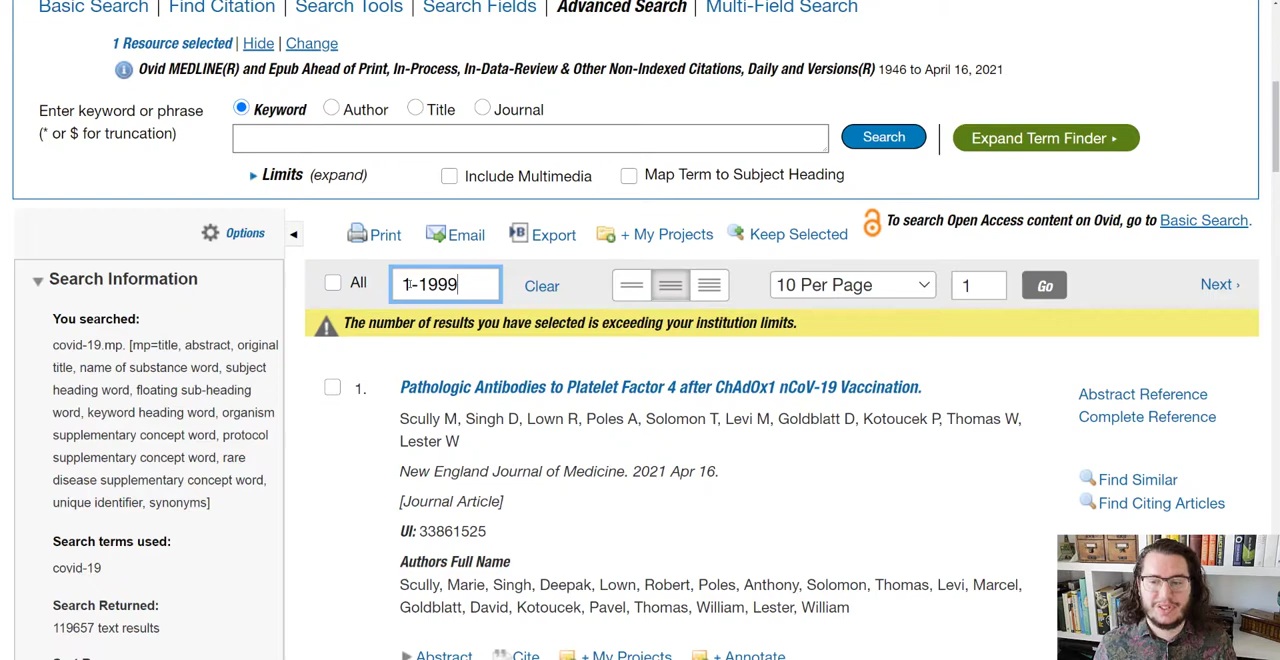 Basic Search | Find Citation | Search Tools | Search Fields | Advanced Search | Multi-Field Search
1 Resource selected | Hide | Change
Ovid MEDLINE(R) and Epub Ahead of Print, In-Process, In-Data-Review & Other Non-Indexed Citations, Daily and Versions(R) 1946 to April 16, 2021
Enter keyword or phrase
(* or $ for truncation)
Keyword Author Title Journal
Search
Expand Term Finder ▸
▸ Limits (expand)
Include Multimedia
Map Term to Subject Heading
Options
Print Email Export + My Projects Keep Selected
To search Open Access content on Ovid, go to Basic Search.
All 1-1999 Clear 10 Per Page 1 Go Next ›
The number of results you have selected is exceeding your institution limits.
Search Information
You searched:
covid-19.mp. [mp=title, abstract, original
title, name of substance word, subject
heading word, floating sub-heading
word, keyword heading word, organism
supplementary concept word, protocol
supplementary concept word, rare
disease supplementary concept word,
unique identifier, synonyms]
Search terms used:
covid-19
Search Returned:
119657 text results
1. Pathologic Antibodies to Platelet Factor 4 after ChAdOx1 nCoV-19 Vaccination.
Scully M, Singh D, Lown R, Poles A, Solomon T, Levi M, Goldblatt D, Kotoucek P, Thomas W,
Lester W
New England Journal of Medicine. 2021 Apr 16.
[Journal Article]
UI: 33861525
Authors Full Name
Scully, Marie, Singh, Deepak, Lown, Robert, Poles, Anthony, Solomon, Thomas, Levi, Marcel,
Goldblatt, David, Kotoucek, Pavel, Thomas, William, Lester, William
Abstract Cite + My Projects + Annotate
Abstract Reference
Complete Reference
Find Similar
Find Citing Articles